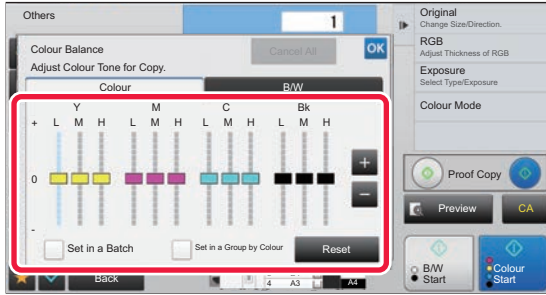 Others
1
Colour Balance
Cancel All
OK
Adjust Colour Tone for Copy.
Colour
B/W
Y M C Bk
+ L M H L M H L M H L M H
0
+
-
-
Set in a Batch
Set in a Group by Colour
Reset
Back
4 A3
A4
Original
Change Size/Direction.
RGB
Adjust Thickness of RGB
Exposure
Select Type/Exposure
Colour Mode
Proof Copy
Preview
CA
B/W
Start
Colour
Start